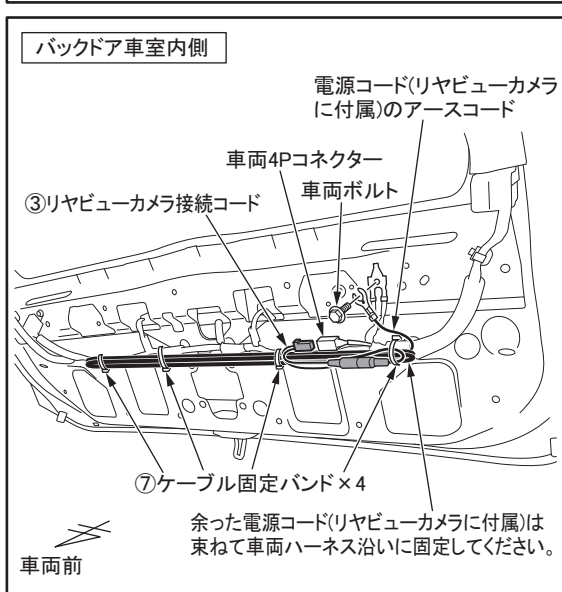 バックドア車室内側
電源コード(リヤビューカメラ
に付属)のアースコード
車両4Pコネクター
車両ボルト
③リヤビューカメラ接続コード
⑦ケーブル固定バンド×4
余った電源コード(リヤビューカメラに付属)は
束ねて車両ハーネス沿いに固定してください。
車両前